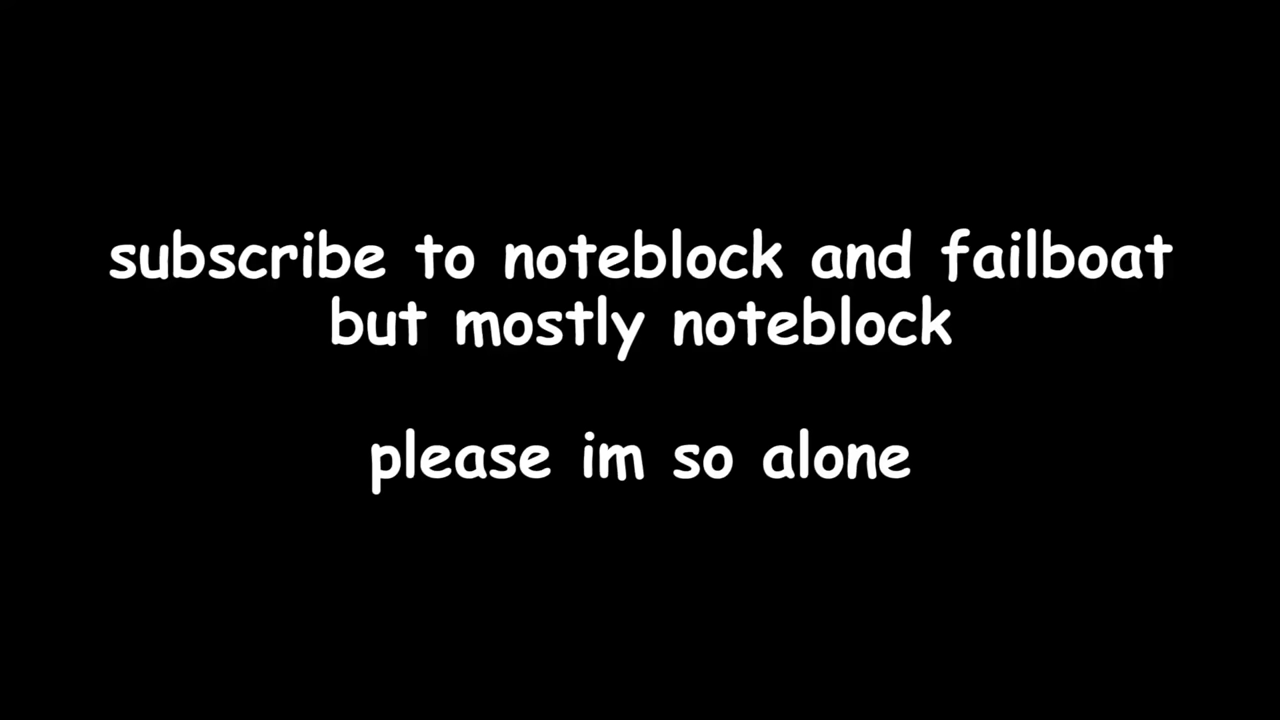 subscribe to noteblock and failboat
but mostly noteblock
please im so alone